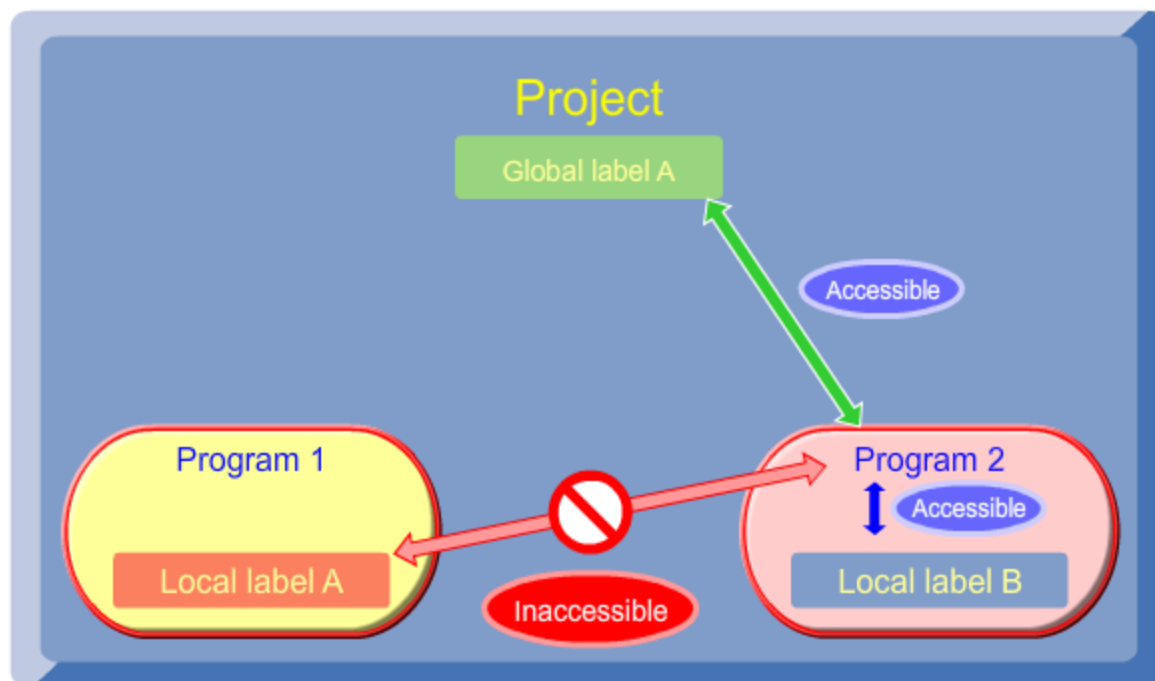 Project
Global label A
Accessible
Program 1
Program 2
Accessible
Local label A
Local label B
Inaccessible